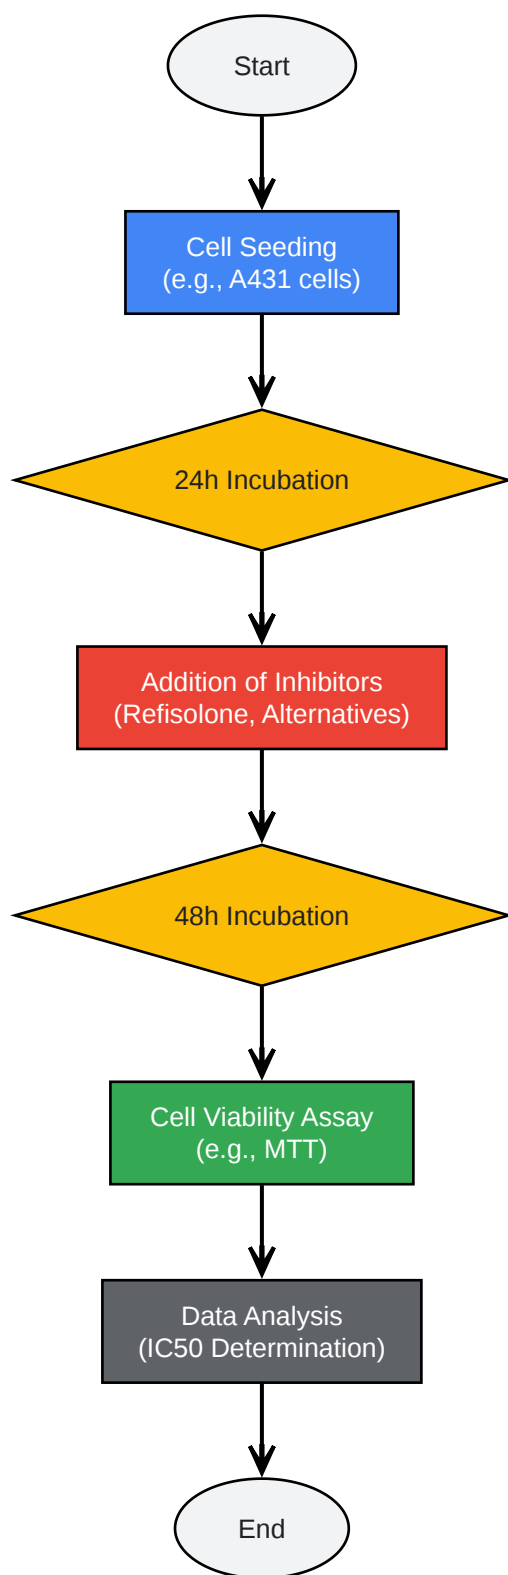 Start
Cell Seeding
(e.g., A431 cells)
24h Incubation
Addition of Inhibitors
(Refisolone, Alternatives)
48h Incubation
Cell Viability Assay
(e.g., MTT)
Data Analysis
(IC50 Determination)
End